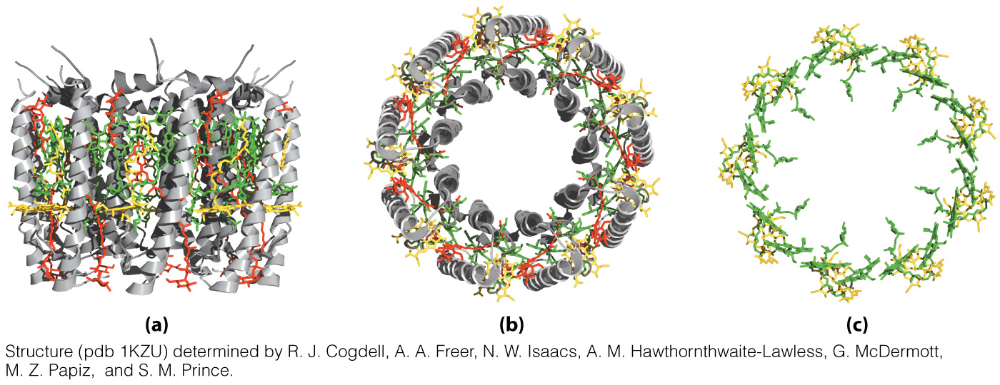 (a) (b) (c)
Structure (pdb 1KZU) determined by R. J. Cogdell, A. A. Freer, N. W. Isaacs, A. M. Hawthornthwaite-Lawless, G. McDermott,
M. Z. Papiz, and S. M. Prince.